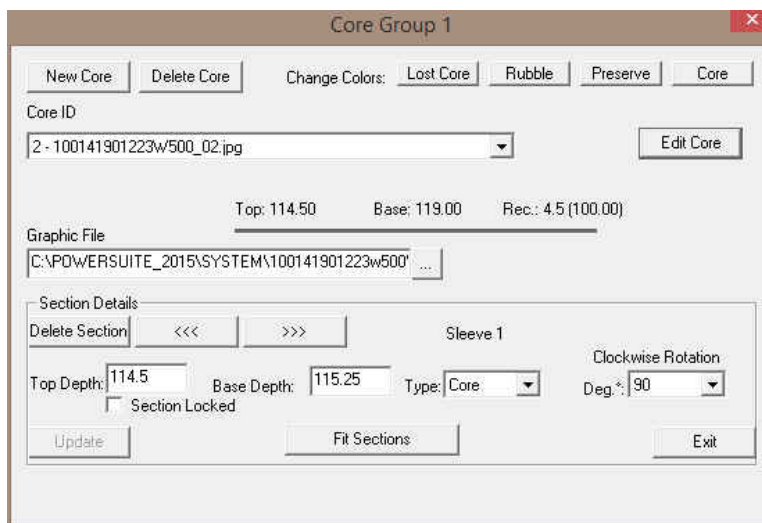 Core Group 1
New Core Delete Core Change Colors: Lost Core Rubble Preserve Core
Core ID
2 - 100141901223W500_02.jpg Edit Core
Top: 114.50 Base: 119.00 Rec.: 4.5 (100.00)
Graphic File
C:\POWERSUITE_2015\SYSTEM\100141901223w500' ...
Section Details
Delete Section <<< >>> Sleeve 1
Clockwise Rotation
Top Depth: 114.5 Base Depth: 115.25 Type: Core Deg.*: 90
Section Locked
Update Fit Sections Exit